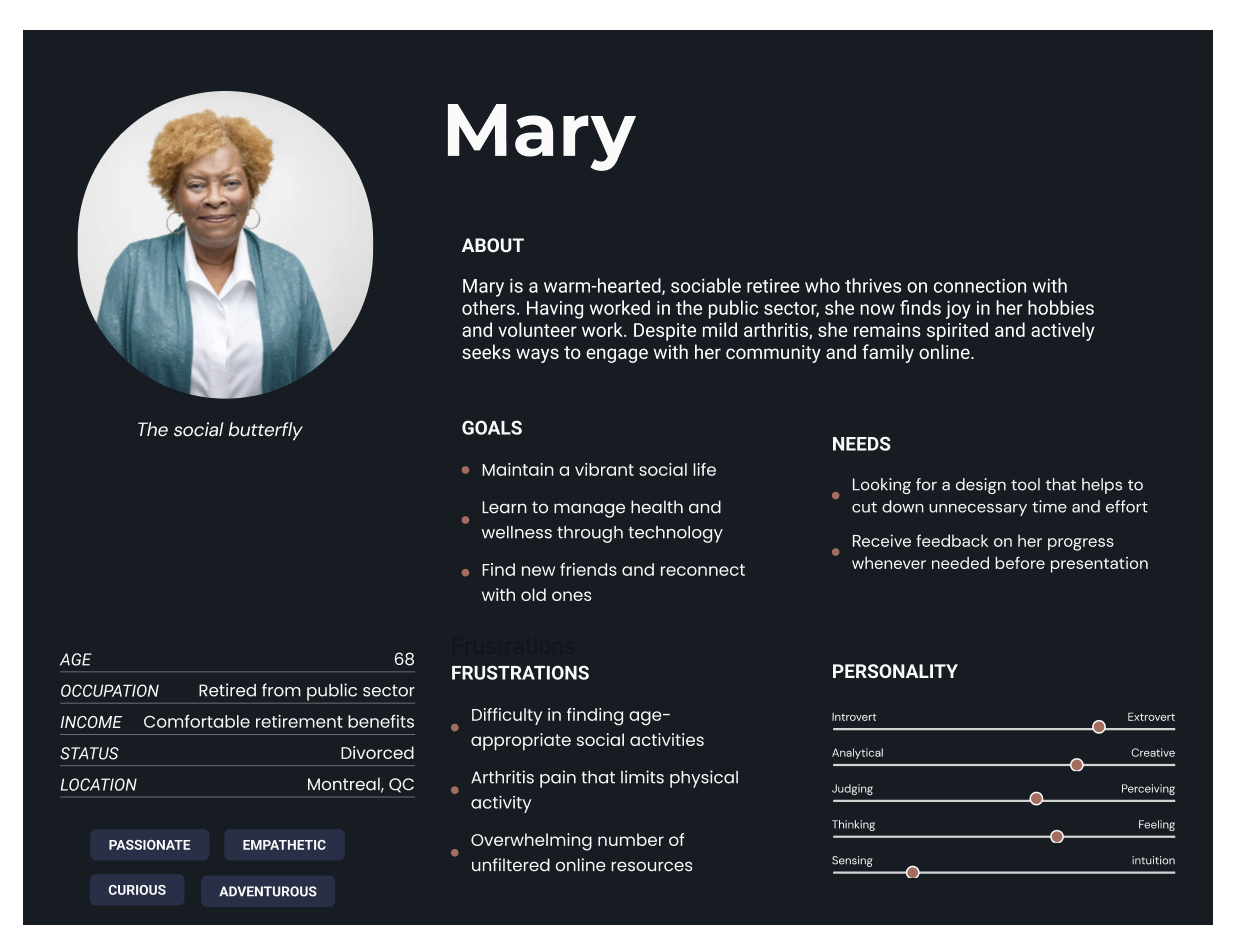 Mary
The social butterfly
ABOUT
Mary is a warm-hearted, sociable retiree who thrives on connection with
others. Having worked in the public sector, she now finds joy in her hobbies
and volunteer work. Despite mild arthritis, she remains spirited and actively
seeks ways to engage with her community and family online.
GOALS
Maintain a vibrant social life
Learn to manage health and
wellness through technology
Find new friends and reconnect
with old ones
NEEDS
Looking for a design tool that helps to
cut down unnecessary time and effort
Receive feedback on her progress
whenever needed before presentation
AGE 68
OCCUPATION Retired from public sector
INCOME Comfortable retirement benefits
STATUS Divorced
LOCATION Montreal, QC
PASSIONATE EMPATHETIC
CURIOUS ADVENTUROUS
Frustrations
FRUSTRATIONS
Difficulty in finding age-
appropriate social activities
Arthritis pain that limits physical
activity
Overwhelming number of
unfiltered online resources
PERSONALITY
Introvert Extrovert
Analytical Creative
Judging Perceiving
Thinking Feeling
Sensing intuition